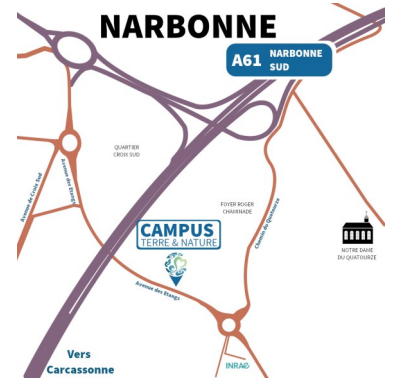 NARBONNE
A61 NARBONNE
SUD
QUARTIER
CROIX SUD
Avenue de Croix Sud
Avenue des Etangs
FOYER ROGER
CHAMINADE
Chemin du Quatourze
CAMPUS
TERRE & NATURE
NOTRE DAME
DU QUATOURZE
Avenue des Etangs
INRAE
Vers
Carcassonne